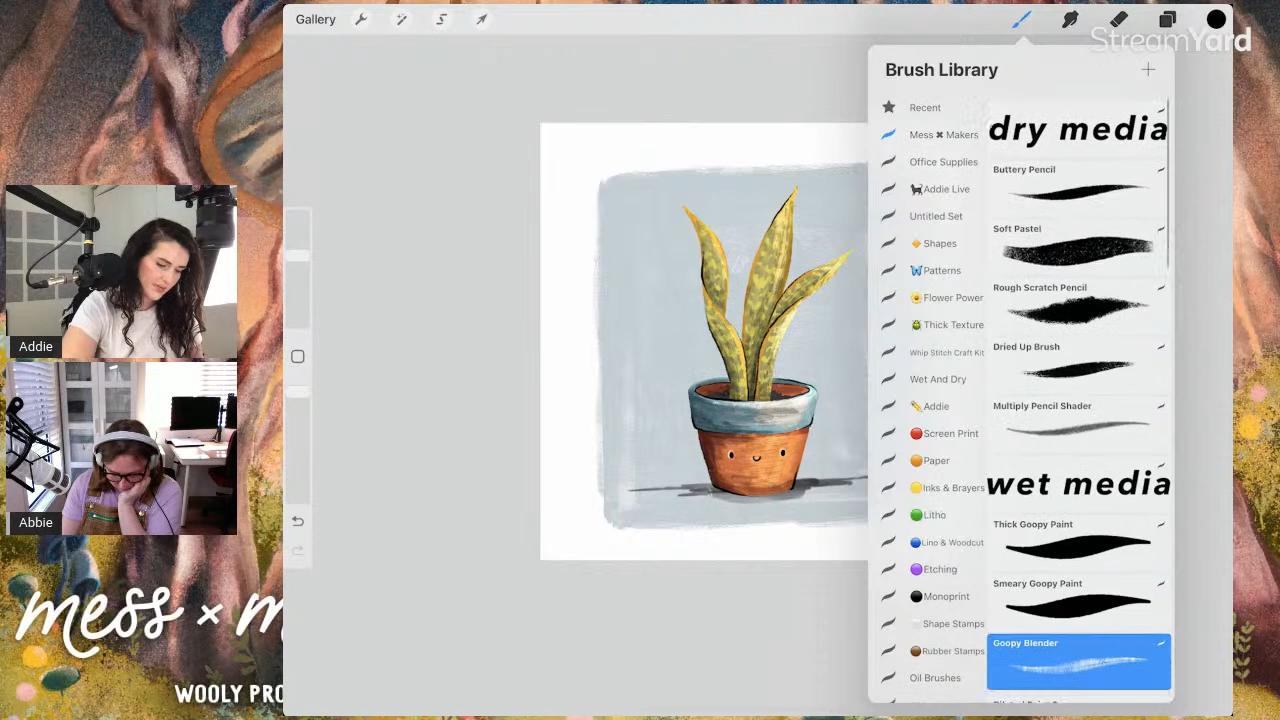 Gallery
StreamYard
Brush Library
Recent
Mess ✖ Makers
Office Supplies
Addie Live
Untitled Set
Shapes
Patterns
Flower Power
Thick Texture
Whip Stitch Craft Kit
Wet And Dry
Addie
Screen Print
Paper
Inks & Brayers
Litho
Lino & Woodcut
Etching
Monoprint
Shape Stamps
Rubber Stamps
Oil Brushes
dry media
Buttery Pencil
Soft Pastel
Rough Scratch Pencil
Dried Up Brush
Multiply Pencil Shader
wet media
Thick Goopy Paint
Smeary Goopy Paint
Goopy Blender
Addie
Abbie
mess × m
WOOLY PRO